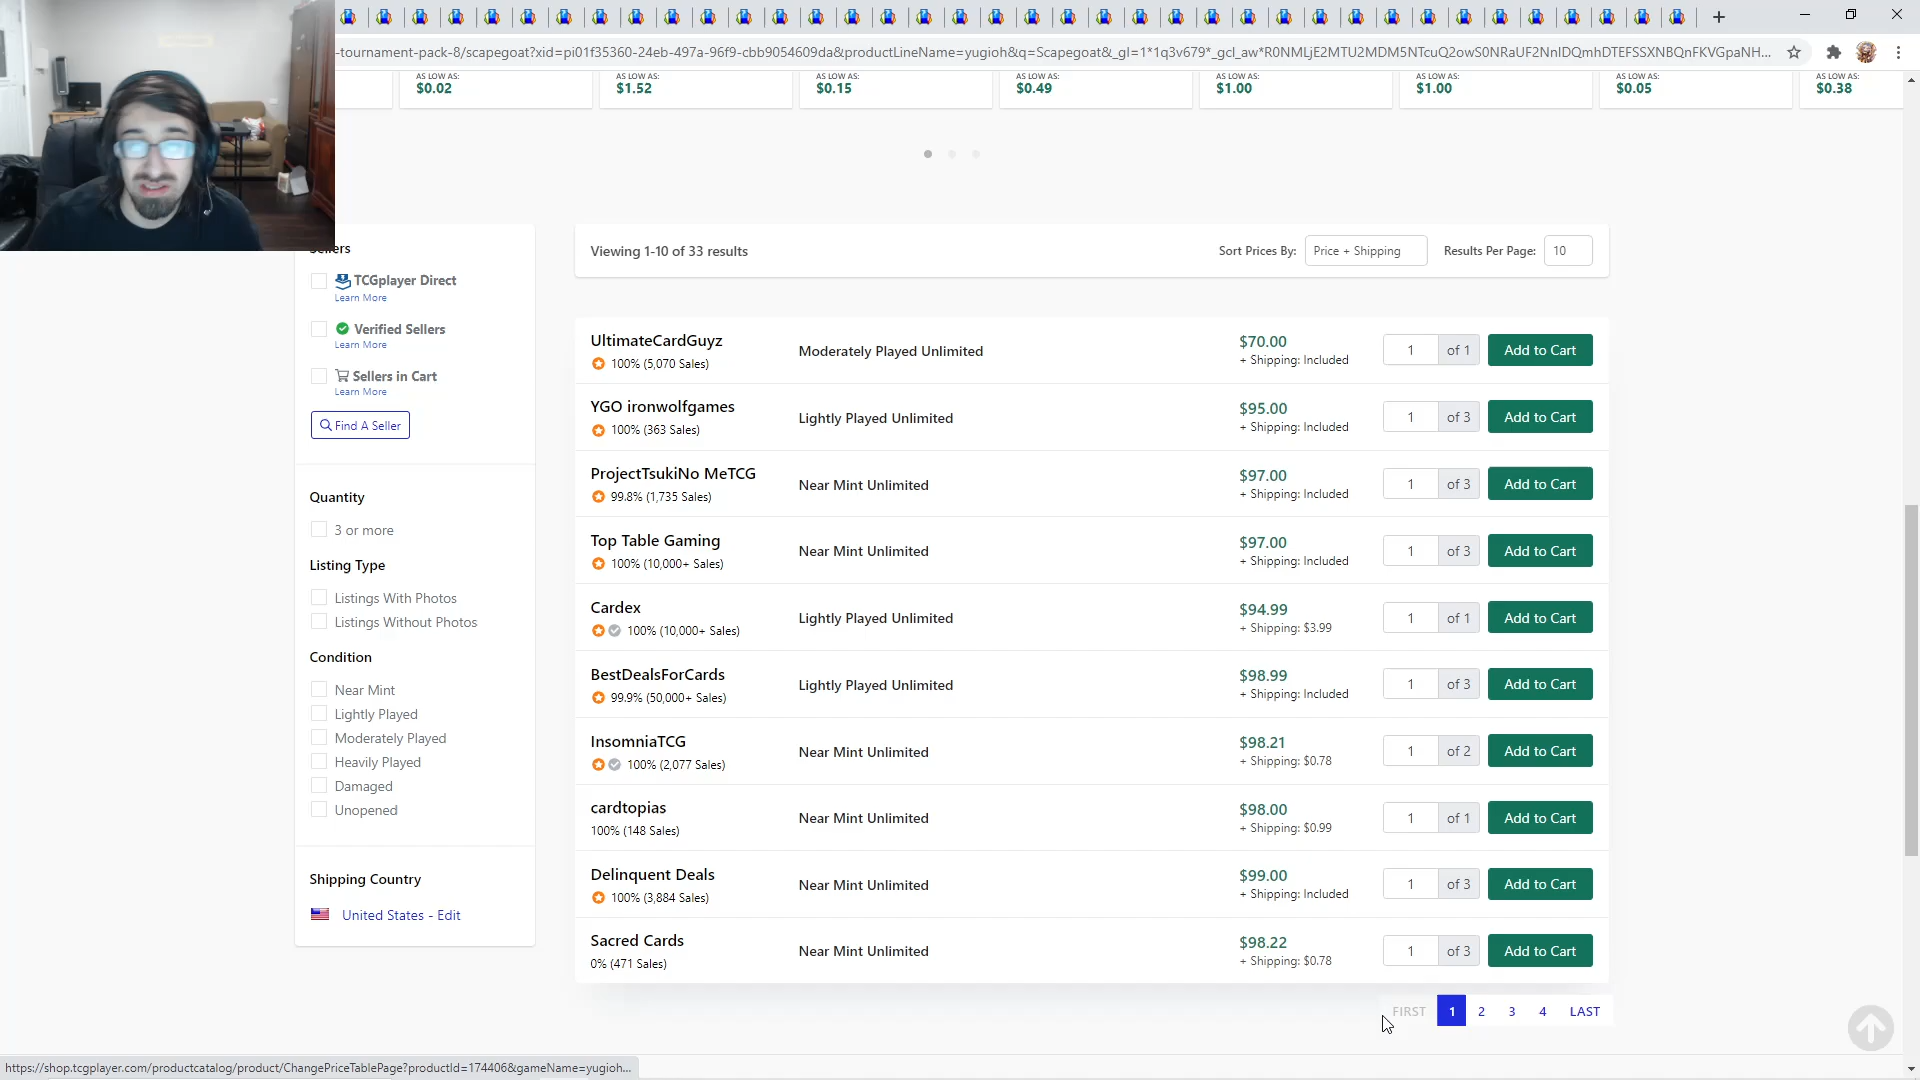 -tournament-pack-8/scapegoat?xid=pi01f35360-24eb-497a-96f9-cbb9054609da&productLineName=yugioh&q=Scapegoat&_gl=1*1q3v679*_gcl_aw*R0NMLjE2MTU2MDM5NTcuQ2owS0NRaUF2NnlDQmhDTEFSSXNBQnFKVGpaNH...
AS LOW AS: AS LOW AS: AS LOW AS: AS LOW AS: AS LOW AS: AS LOW AS: AS LOW AS: AS LOW AS:
$0.02 $1.52 $0.15 $0.49 $1.00 $1.00 $0.05 $0.38
Sellers
TCGplayer Direct
Learn More
Verified Sellers
Learn More
Sellers in Cart
Learn More
Find A Seller
Quantity
3 or more
Listing Type
Listings With Photos
Listings Without Photos
Condition
Near Mint
Lightly Played
Moderately Played
Heavily Played
Damaged
Unopened
Shipping Country
United States - Edit
Viewing 1-10 of 33 results
Sort Prices By: Price + Shipping Results Per Page: 10
UltimateCardGuyz
100% (5,070 Sales)
Moderately Played Unlimited
$70.00
+ Shipping: Included
1 of 1 Add to Cart
YGO ironwolfgames
100% (363 Sales)
Lightly Played Unlimited
$95.00
+ Shipping: Included
1 of 3 Add to Cart
ProjectTsukiNo MeTCG
99.8% (1,735 Sales)
Near Mint Unlimited
$97.00
+ Shipping: Included
1 of 3 Add to Cart
Top Table Gaming
100% (10,000+ Sales)
Near Mint Unlimited
$97.00
+ Shipping: Included
1 of 3 Add to Cart
Cardex
100% (10,000+ Sales)
Lightly Played Unlimited
$94.99
+ Shipping: $3.99
1 of 1 Add to Cart
BestDealsForCards
99.9% (50,000+ Sales)
Lightly Played Unlimited
$98.99
+ Shipping: Included
1 of 3 Add to Cart
InsomniaTCG
100% (2,077 Sales)
Near Mint Unlimited
$98.21
+ Shipping: $0.78
1 of 2 Add to Cart
cardtopias
100% (148 Sales)
Near Mint Unlimited
$98.00
+ Shipping: $0.99
1 of 1 Add to Cart
Delinquent Deals
100% (3,884 Sales)
Near Mint Unlimited
$99.00
+ Shipping: Included
1 of 3 Add to Cart
Sacred Cards
0% (471 Sales)
Near Mint Unlimited
$98.22
+ Shipping: $0.78
1 of 3 Add to Cart
FIRST 1 2 3 4 LAST
https://shop.tcgplayer.com/productcatalog/product/ChangePriceTablePage?productId=174406&gameName=yugioh...